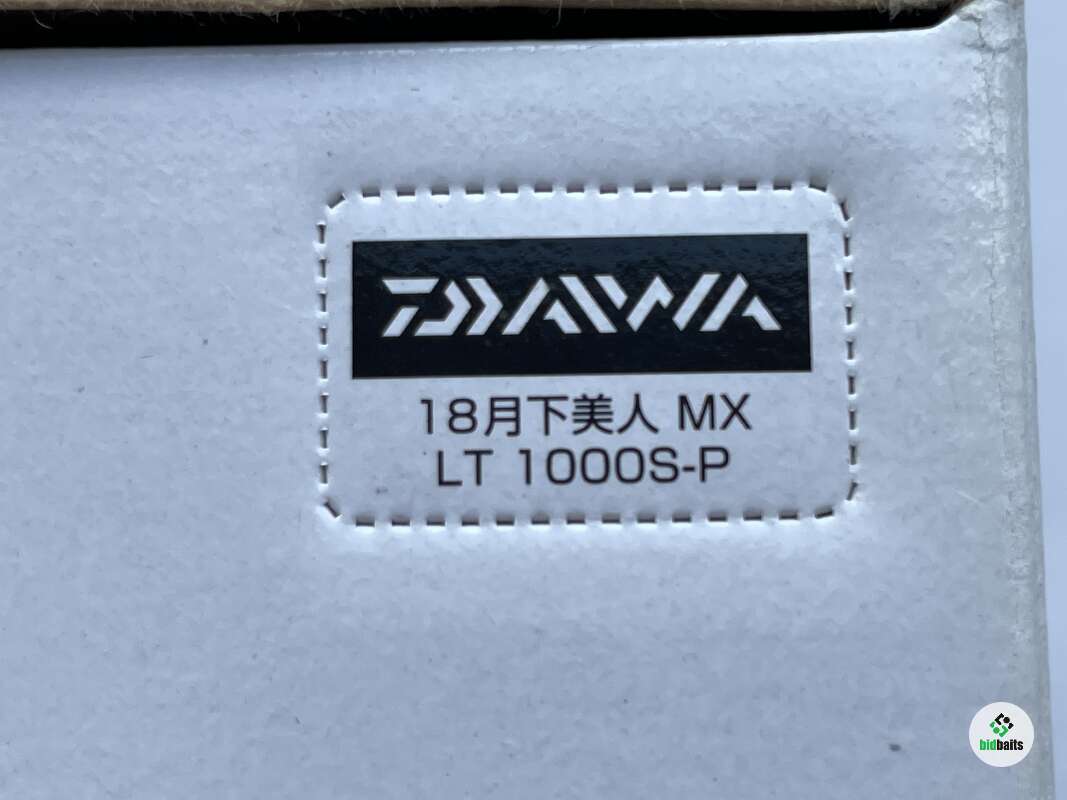 DAIWA
18月下美人 MX
LT 1000S-P
bidbaits